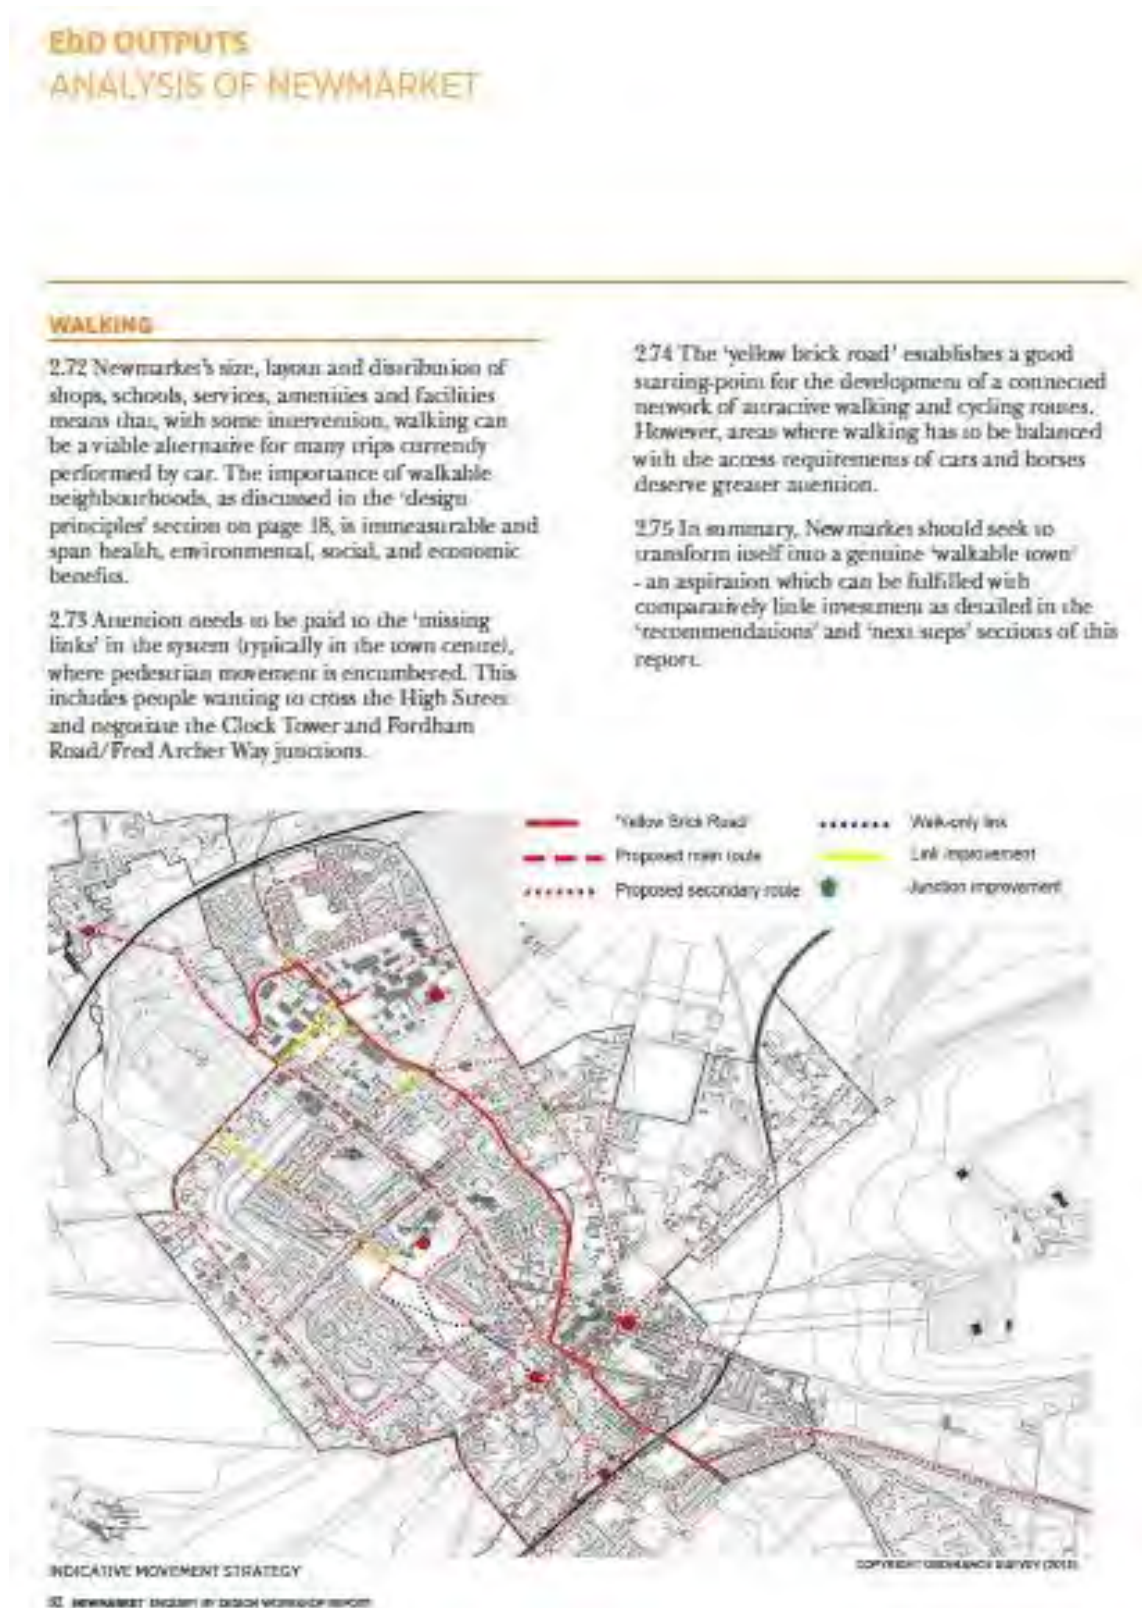 EbD OUTPUTS
ANALYSIS OF NEWMARKET
WALKING
2.72 Newmarket's size, layout and distribution of
shops, schools, services, amenities and facilities
means that, with some intervention, walking can
be a viable alternative for many trips currently
performed by car. The importance of walkable
neighbourhoods, as discussed in the 'design
principles' section on page 18, is immeasurable and
span health, environmental, social, and economic
benefits.
2.73 Attention needs to be paid to the 'missing
links' in the system (typically in the town centre),
where pedestrian movement is encumbered. This
includes people wanting to cross the High Street
and negotiate the Clock Tower and Fordham
Road/Fred Archer Way junctions.
2.74 The 'yellow brick road' establishes a good
starting-point for the development of a connected
network of attractive walking and cycling routes.
However, areas where walking has to be balanced
with the access requirements of cars and horses
deserve greater attention.
2.75 In summary, Newmarket should seek to
transform itself into a genuine 'walkable town'
- an aspiration which can be fulfilled with
comparatively little investment as detailed in the
'recommendations' and 'next steps' sections of this
report.
'Yellow Brick Road'
Proposed main route
Proposed secondary route
Walk-only link
Link improvement
Junction improvement
INDICATIVE MOVEMENT STRATEGY
COPYRIGHT ORDNANCE SURVEY
NEWMARKET ENQUIRY BY DESIGN WORKSHOP REPORT